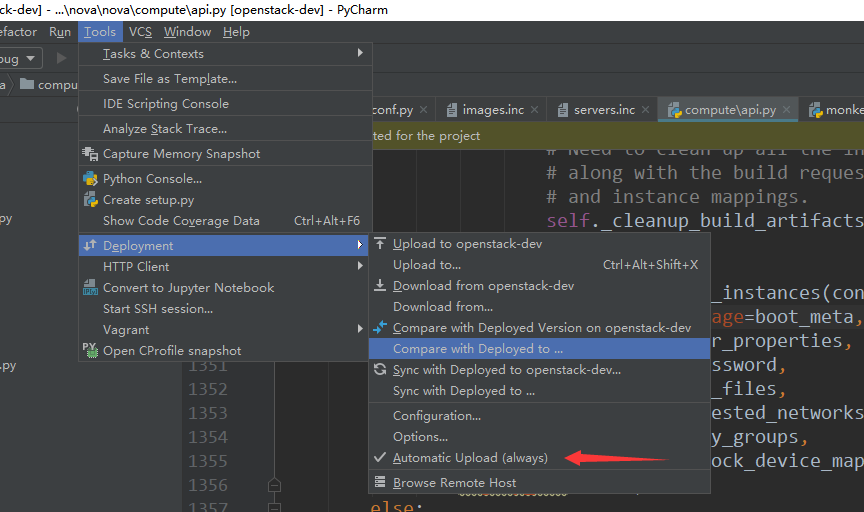 ck-dev] - ...\nova\nova\compute\api.py [openstack-dev] - PyCharm
efactor Run Tools VCS Window Help
bug
a compu
Tasks & Contexts
Save File as Template...
IDE Scripting Console
Analyze Stack Trace...
Capture Memory Snapshot
Python Console...
Create setup.py
Show Code Coverage Data Ctrl+Alt+F6
Deployment
HTTP Client
Convert to Jupyter Notebook
Start SSH session...
Vagrant
Open CProfile snapshot
.py
.py
conf.py images.inc servers.inc compute\api.py monke
ted for the project
# Need to clean up all the in
# along with the build reques
# and instance mappings.
self._cleanup_build_artifacts
Upload to openstack-dev
Upload to... Ctrl+Alt+Shift+X
Download from openstack-dev
Download from...
Compare with Deployed Version on openstack-dev
Compare with Deployed to ...
Sync with Deployed to openstack-dev...
Sync with Deployed to ...
Configuration...
Options...
Automatic Upload (always)
Browse Remote Host
_instances(con
age=boot_meta,
r_properties,
ssword,
_files,
ested_networks
y_groups,
ock_device_map
1351
1352
1353
1354
1355
1356
1357
else: